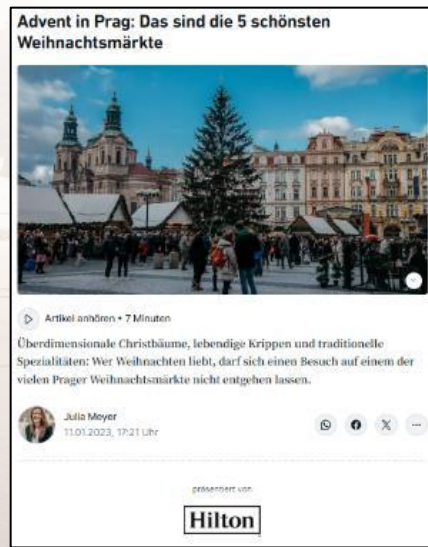 Advent in Prag: Das sind die 5 schönsten
Weihnachtsmärkte
Artikel anhören • 7 Minuten
Überdimensionale Christbäume, lebendige Krippen und traditionelle
Spezialitäten: Wer Weihnachten liebt, darf sich einen Besuch auf einem der
vielen Prager Weihnachtsmärkte nicht entgehen lassen.
Julia Meyer
11.01.2023, 17:21 Uhr
präsentiert von
Hilton